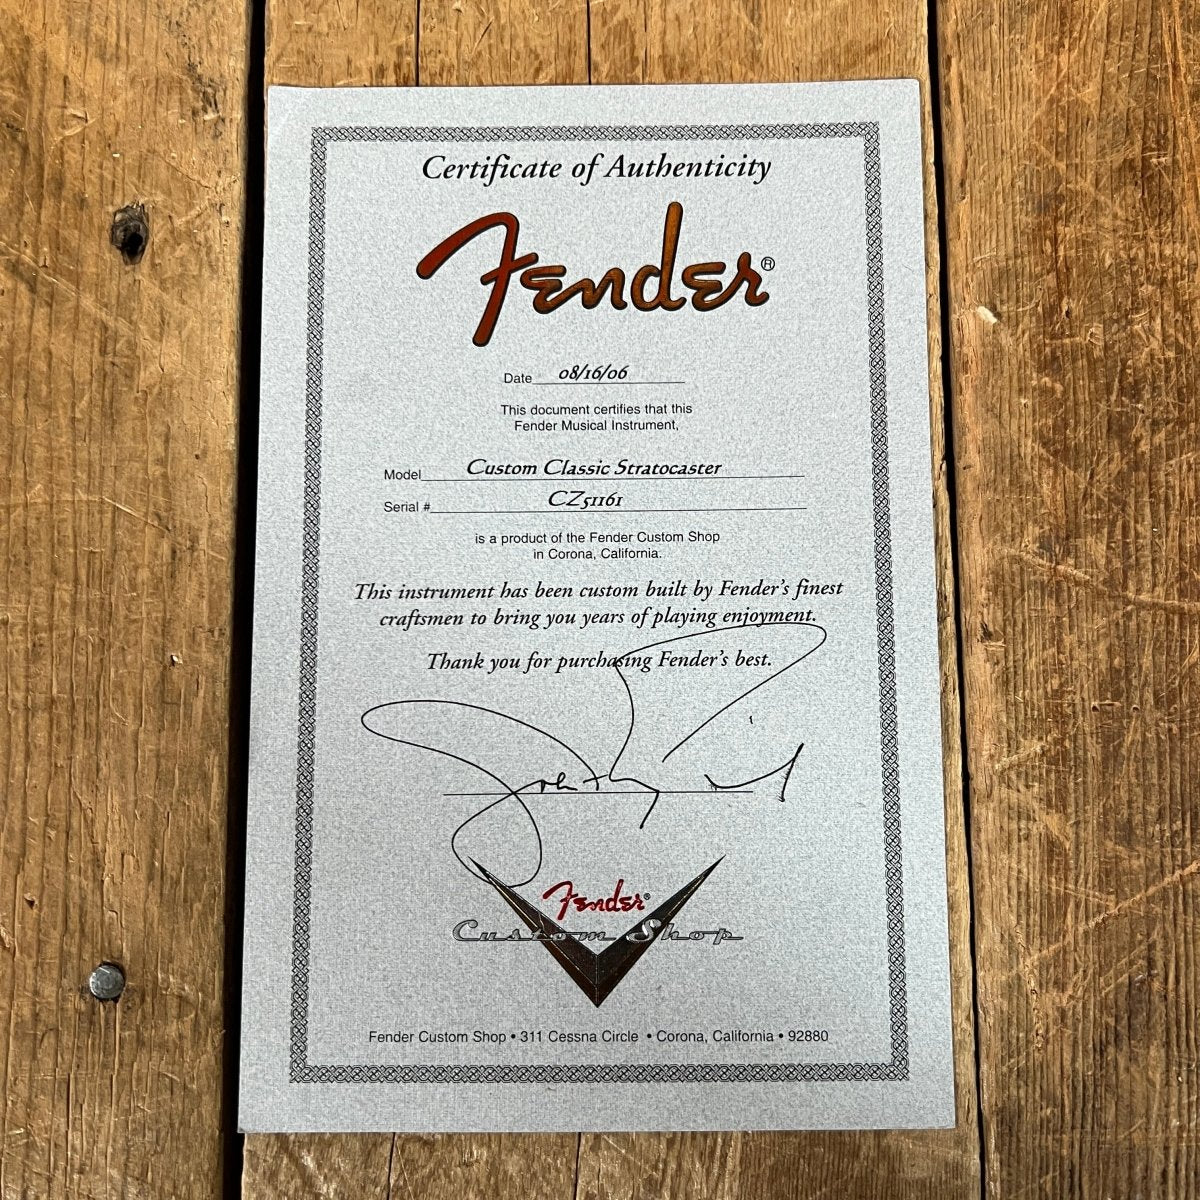 Certificate of Authenticity
Fender®
Date 08/16/06
This document certifies that this
Fender Musical Instrument,
Model Custom Classic Stratocaster
Serial # CZ51161
is a product of the Fender Custom Shop
in Corona, California.
This instrument has been custom built by Fender's finest
craftsmen to bring you years of playing enjoyment.
Thank you for purchasing Fender's best.
Fender®
Custom Shop
Fender Custom Shop • 311 Cessna Circle • Corona, California • 92880